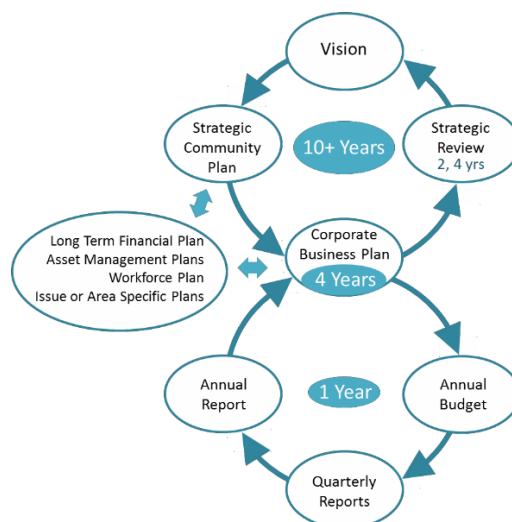 Vision
Strategic
Community
Plan
10+ Years
Strategic
Review
2, 4 yrs
Long Term Financial Plan
Asset Management Plans
Workforce Plan
Issue or Area Specific Plans
Corporate
Business Plan
4 Years
Annual
Report
1 Year
Annual
Budget
Quarterly
Reports